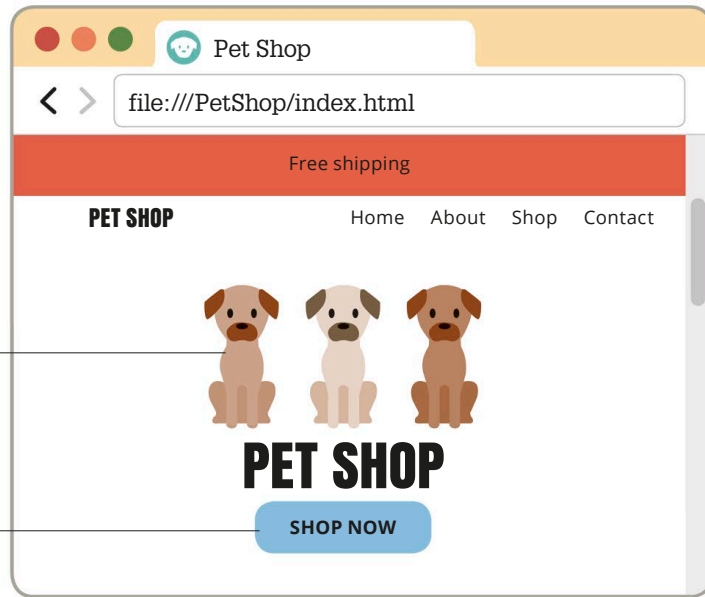 Pet Shop
file:///PetShop/index.html
Free shipping
PET SHOP Home About Shop Contact
PET SHOP
SHOP NOW